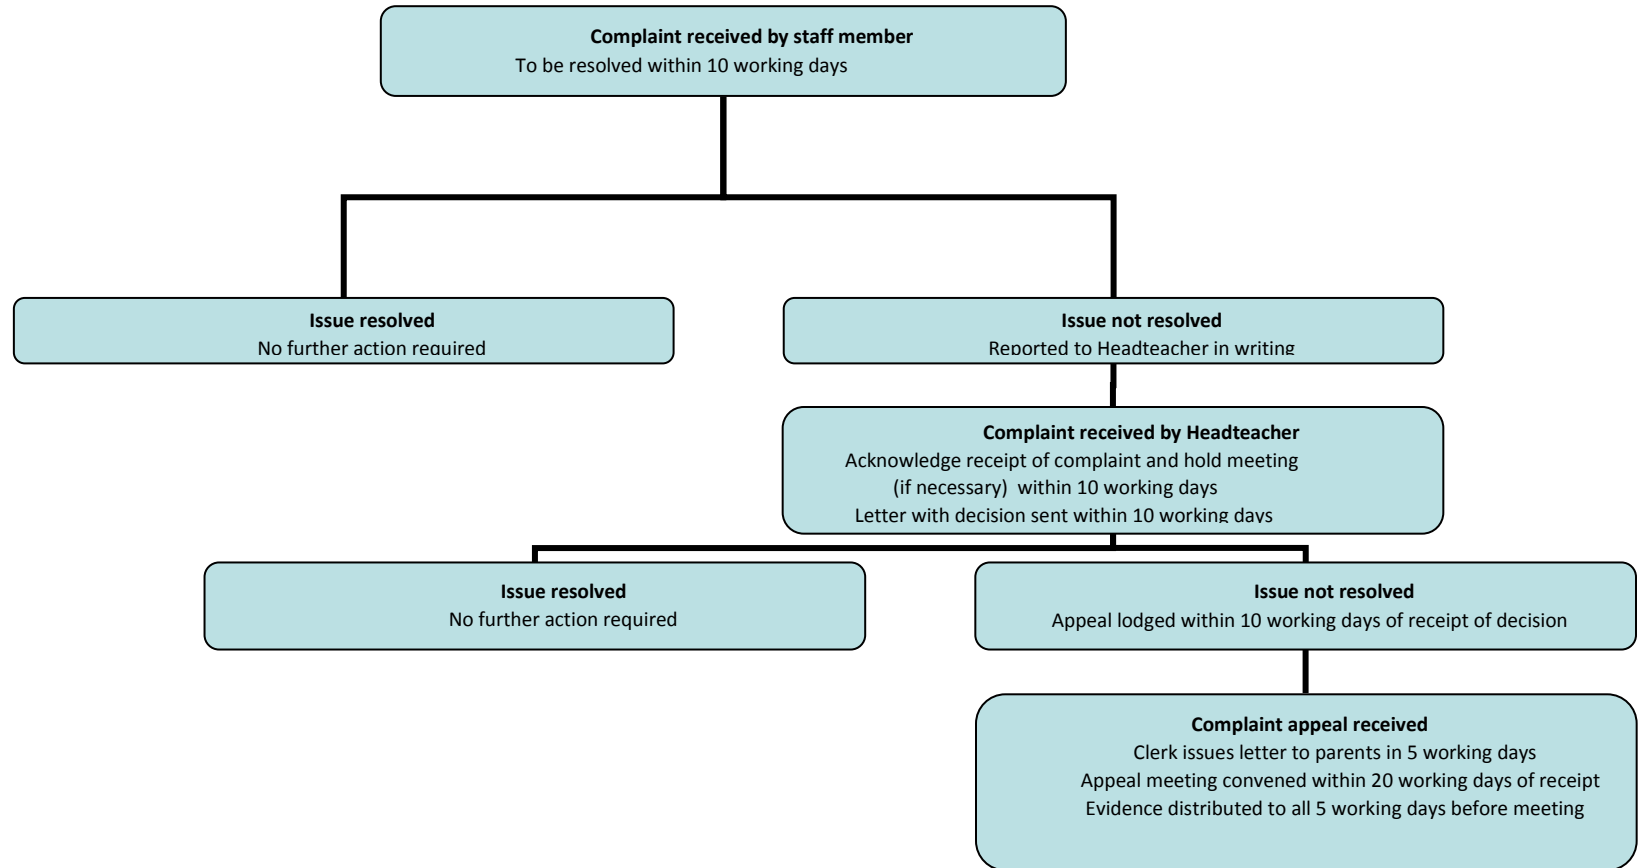 Complaint received by staff member
To be resolved within 10 working days
Issue resolved
No further action required
Issue not resolved
Reported to Headteacher in writing
Complaint received by Headteacher
Acknowledge receipt of complaint and hold meeting
(if necessary) within 10 working days
Letter with decision sent within 10 working days
Issue resolved
No further action required
Issue not resolved
Appeal lodged within 10 working days of receipt of decision
Complaint appeal received
Clerk issues letter to parents in 5 working days
Appeal meeting convened within 20 working days of receipt
Evidence distributed to all 5 working days before meeting